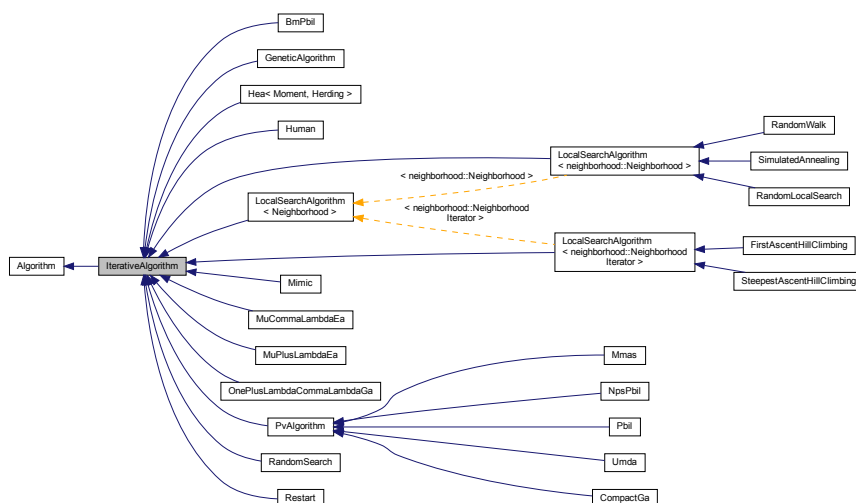 BmPbil
GeneticAlgorithm
Hea< Moment, Herding >
Human
RandomWalk
LocalSearchAlgorithm
< neighborhood::Neighborhood >
SimulatedAnnealing
< neighborhood::Neighborhood >
RandomLocalSearch
LocalSearchAlgorithm
< Neighborhood >
< neighborhood::Neighborhood
Iterator >
LocalSearchAlgorithm
< neighborhood::Neighborhood
Iterator >
FirstAscentHillClimbing
Algorithm
IterativeAlgorithm
Mimic
SteepestAscentHillClimbing
MuCommaLambdaEa
MuPlusLambdaEa
Mmas
OnePlusLambdaCommaLambdaGa
NpsPbil
PvAlgorithm
Pbil
RandomSearch
Umda
Restart
CompactGa